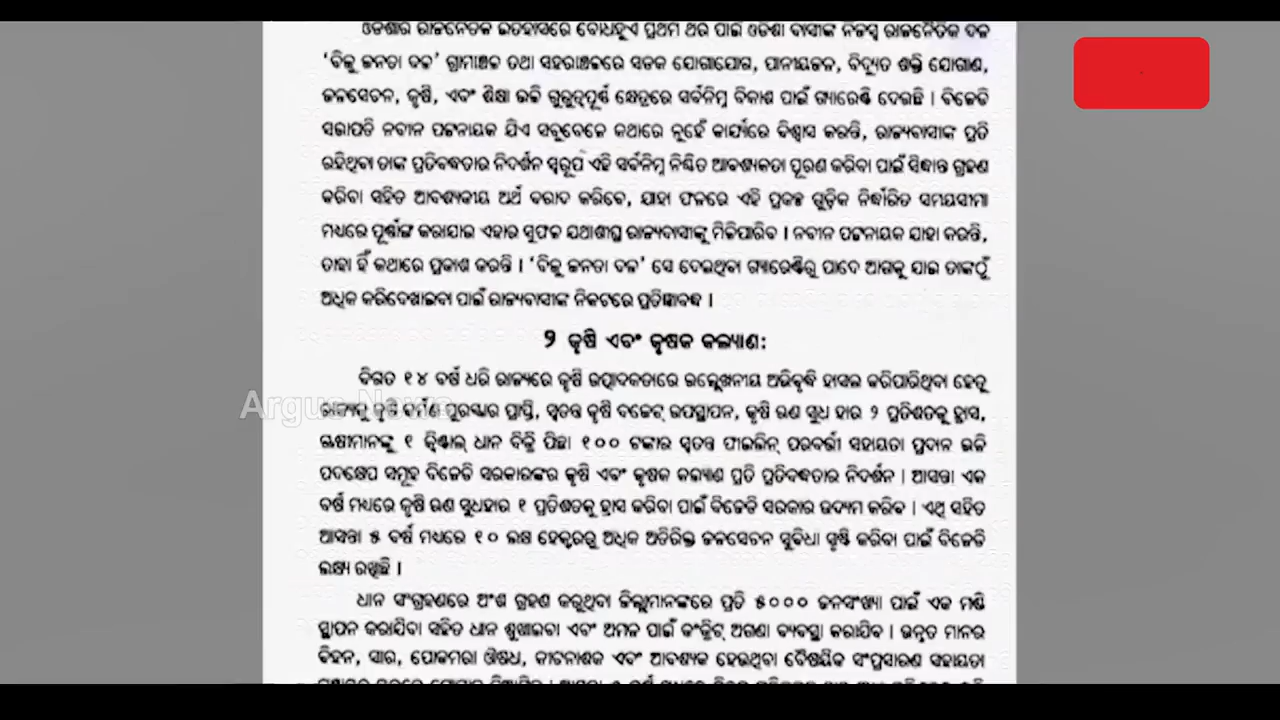 ଓଡିଶାର ରାଜନୈତିକ ଇତିହାସରେ ବୋଧହୁଏ ପ୍ରଥମ ଥର ପାଇଁ ଓଡିଶା ବାସୀଙ୍କ ନିଜସ୍ୱ ରାଜନୈତିକ ଦଳ
‘ବିଜୁ ଜନତା ଦଳ’ ଗ୍ରାମାଞ୍ଚଳ ତଥା ସହରାଞ୍ଚଳରେ ସଡକ ଯୋଗାଯୋଗ, ପାନୀୟଜଳ, ବିଦ୍ୟୁତ ଶକ୍ତି ଯୋଗାଣ,
ଜଳସେଚନ, କୃଷି, ଏବଂ ଶିକ୍ଷା ଭଳି ଗୁରୁତ୍ୱପୂର୍ଣ୍ଣ କ୍ଷେତ୍ରରେ ସର୍ବନିମ୍ନ ବିକାଶ ପାଇଁ ଗ୍ୟାରେଣ୍ଟି ଦେଇଛି । ବିଜେଡି
ସଭାପତି ନବୀନ ପଟ୍ଟନାୟକ ଯିଏ ସବୁବେଳେ କଥାରେ ନୁହେଁ କାର୍ଯ୍ୟରେ ବିଶ୍ୱାସ କରନ୍ତି, ରାଜ୍ୟବାସୀଙ୍କ ପ୍ରତି
ରହିଥିବା ତାଙ୍କ ପ୍ରତିବଦ୍ଧତାର ନିଦର୍ଶନ ସ୍ୱରୂପ ଏହି ସର୍ବନିମ୍ନ ନିଶ୍ଚିତ ଆବଶ୍ୟକତା ପୂରଣ କରିବା ପାଇଁ ସିଦ୍ଧାନ୍ତ ଗ୍ରହଣ
କରିବା ସହିତ ଆବଶ୍ୟକୀୟ ଅର୍ଥ ବରାଦ କରିବେ, ଯାହା ଫଳରେ ଏହି ପ୍ରକଳ୍ପ ଗୁଡ଼ିକ ନିର୍ଦ୍ଧାରିତ ସମୟସୀମା
ମଧ୍ୟରେ ପୂର୍ଣ୍ଣାଙ୍ଗ କରାଯାଇ ଏହାର ସୁଫଳ ଯଥାଶୀଘ୍ର ରାଜ୍ୟବାସୀଙ୍କୁ ମିଳିପାରିବ । ନବୀନ ପଟ୍ଟନାୟକ ଯାହା କରନ୍ତି,
ତାହା ହିଁ କଥାରେ ପ୍ରକାଶ କରନ୍ତି । ‘ବିଜୁ ଜନତା ଦଳ’ ସେ ଦେଇଥିବା ଗ୍ୟାରେଣ୍ଟିରୁ ପାଦେ ଆଗକୁ ଯାଇ ତାଙ୍କଠୁଁ
ଅଧିକ କରିଦେଖାଇବା ପାଇଁ ରାଜ୍ୟବାସୀଙ୍କ ନିକଟରେ ପ୍ରତିଜ୍ଞାବଦ୍ଧ ।
୨ କୃଷି ଏବଂ କୃଷକ କଲ୍ୟାଣ:
ବିଗତ ୧୪ ବର୍ଷ ଧରି ରାଜ୍ୟରେ କୃଷି ଉତ୍ପାଦକତାରେ ଉଲ୍ଲେଖନୀୟ ଅଭିବୃଦ୍ଧି ହାସଲ କରିପାରିଥିବା ହେତୁ
ରାଜ୍ୟକୁ କୃଷି କର୍ମଣ ପୁରସ୍କାର ପ୍ରାପ୍ତି, ସ୍ୱତନ୍ତ୍ର କୃଷି ବଜେଟ୍ ଉପସ୍ଥାପନ, କୃଷି ଋଣ ସୁଧ ହାର ୨ ପ୍ରତିଶତକୁ ହ୍ରାସ,
ଚାଷୀମାନଙ୍କୁ ୧ କ୍ୱିଣ୍ଟାଲ୍ ଧାନ ବିକ୍ରି ପିଛା ୧୦୦ ଟଙ୍କାର ସ୍ୱତନ୍ତ୍ର ଫାଇଲିନ୍ ପରବର୍ତ୍ତୀ ସହାୟତା ପ୍ରଦାନ ଭଳି
ପଦକ୍ଷେପ ସମୂହ ବିଜେଡି ସରକାରଙ୍କର କୃଷି ଏବଂ କୃଷକ କଲ୍ୟାଣ ପ୍ରତି ପ୍ରତିବଦ୍ଧତାର ନିଦର୍ଶନ । ଆସନ୍ତା ଏକ
ବର୍ଷ ମଧ୍ୟରେ କୃଷି ଋଣ ସୁଧହାର ୧ ପ୍ରତିଶତକୁ ହ୍ରାସ କରିବା ପାଇଁ ବିଜେଡି ସରକାର ଉଦ୍ୟମ କରିବ । ଏଥି ସହିତ
ଆସନ୍ତା ୫ ବର୍ଷ ମଧ୍ୟରେ ୧୦ ଲକ୍ଷ ହେକ୍ଟରରୁ ଅଧିକ ଅତିରିକ୍ତ ଜଳସେଚନ ସୁବିଧା ସୃଷ୍ଟି କରିବା ପାଇଁ ବିଜେଡି
ଲକ୍ଷ୍ୟ ରଖିଛି ।
ଧାନ ସଂଗ୍ରହଣରେ ଅଂଶ ଗ୍ରହଣ କରୁଥିବା ଜିଲ୍ଲାମାନଙ୍କରେ ପ୍ରତି ୫୦୦୦ ଜନସଂଖ୍ୟା ପାଇଁ ଏକ ମଣ୍ଡି
ସ୍ଥାପନ କରାଯିବା ସହିତ ଧାନ ଶୁଖାଇବା ଏବଂ ଅମଳ ପାଇଁ କଂକ୍ରିଟ୍ ଅଗଣା ବ୍ୟବସ୍ଥା କରାଯିବ । ଉନ୍ନତ ମାନର
ବିହନ, ସାର, ପୋକମରା ଔଷଧ, କୀଟନାଶକ ଏବଂ ଆବଶ୍ୟକ ହେଉଥିବା ବୈଷୟିକ ସଂପ୍ରସାରଣ ସହାୟତା
Argus News